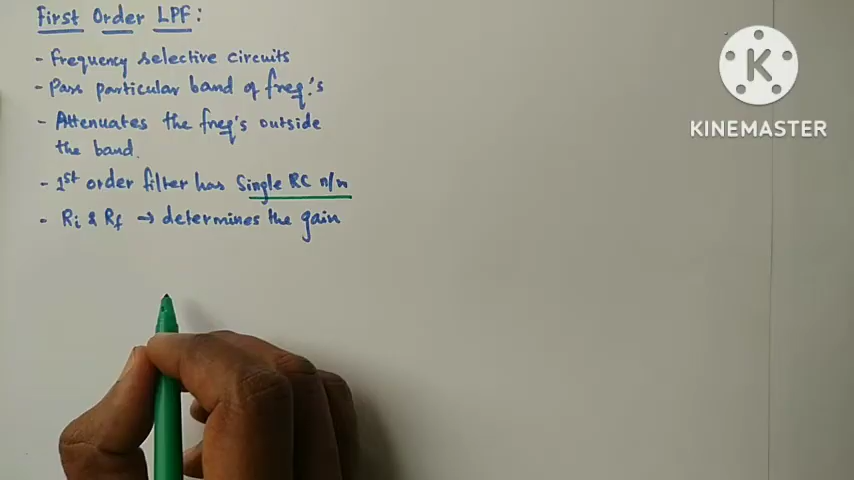 First Order LPF:
- Frequency selective circuits
- Pass particular band of freq's
- Attenuates the freq's outside
the band.
- 1st order filter has Single RC n/w
- Ri & Rf → determines the gain
K
KINEMASTER